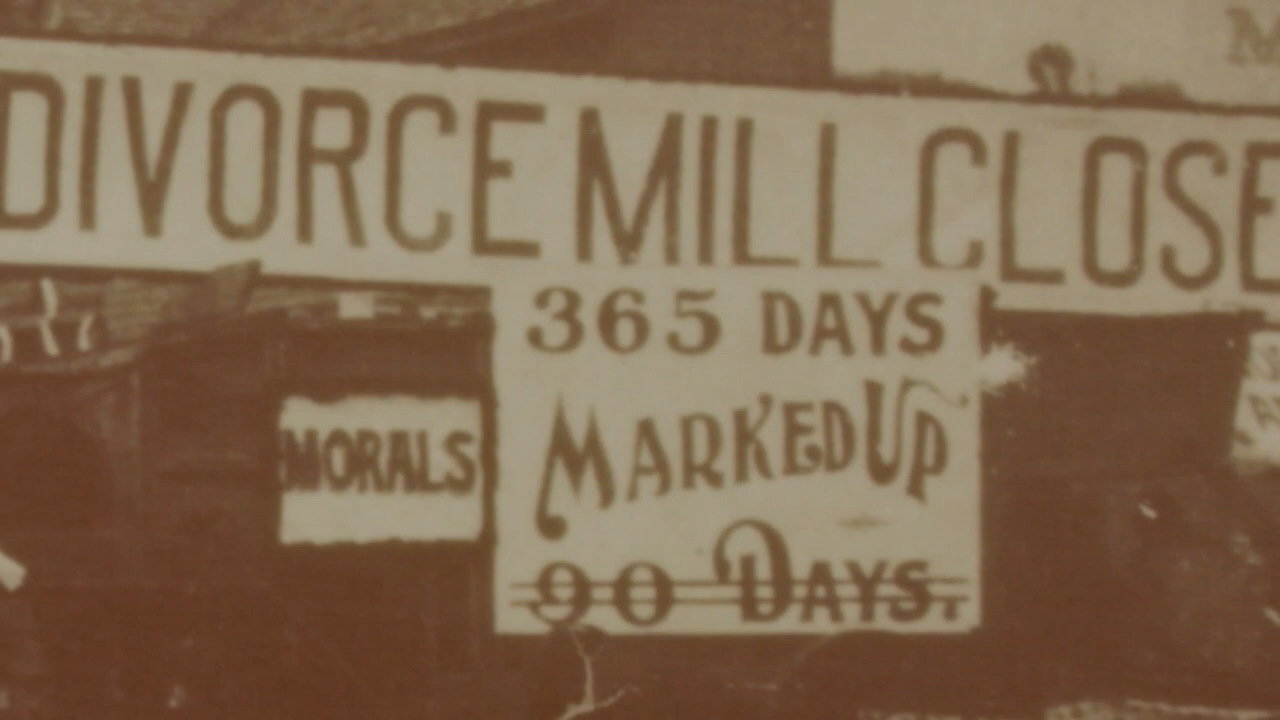 DIVORCE MILL CLOSE
365 DAYS
MORALS
MARKED UP
90 DAYS.